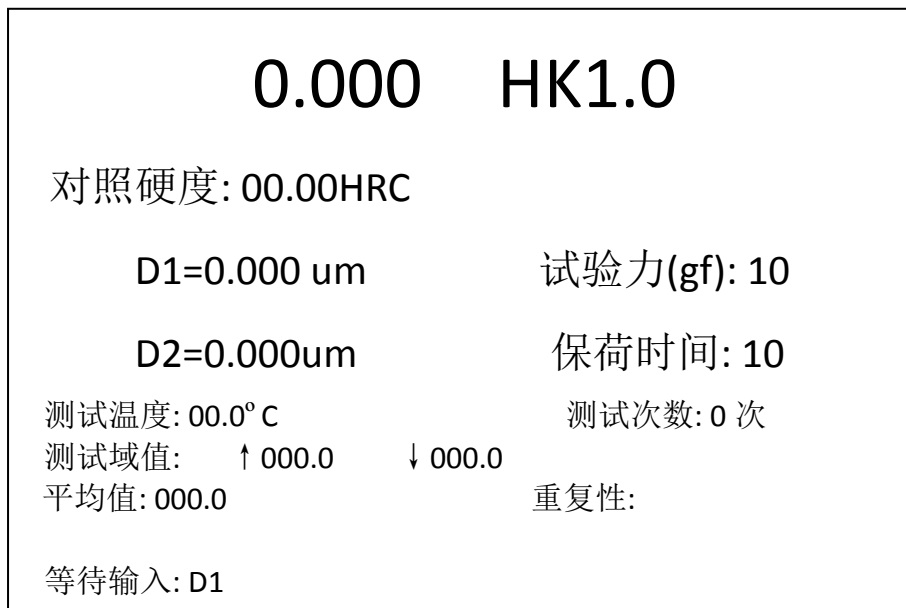 0.000 HK1.0
对照硬度: 00.00HRC
D1=0.000 um 试验力(gf): 10
D2=0.000um 保荷时间: 10
测试温度: 00.0° C 测试次数: 0 次
测试域值: ↑ 000.0 ↓ 000.0
平均值: 000.0 重复性:
等待输入: D1